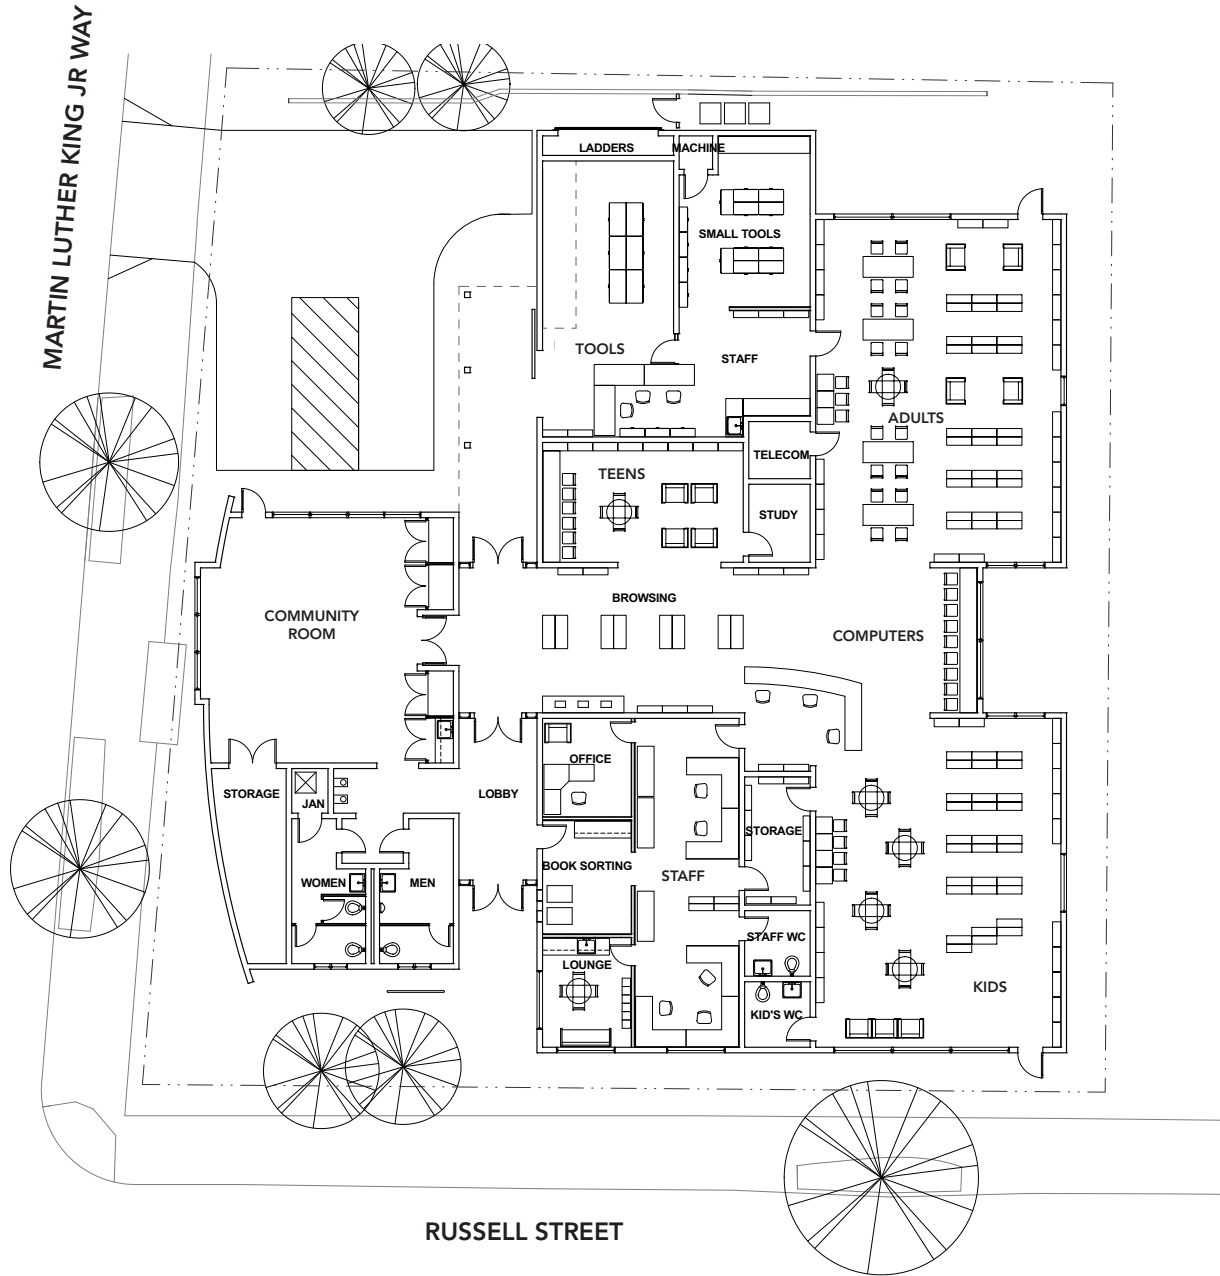 MARTIN LUTHER KING JR WAY
LADDERS
MACHINE
SMALL TOOLS
TOOLS
STAFF
ADULTS
TELECOM
TEENS
STUDY
BROWSING
COMMUNITY
ROOM
COMPUTERS
OFFICE
STORAGE
JAN
LOBBY
STORAGE
BOOK SORTING
WOMEN
MEN
STAFF
STAFF WC
LOUNGE
KIDS
KID'S WC
RUSSELL STREET